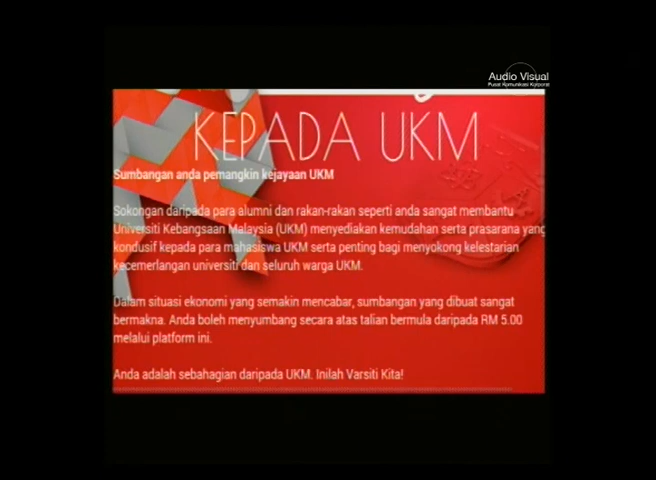 Audio Visual
Pusat Komunikasi Korporat
KEPADA UKM
Sumbangan anda pemangkin kejayaan UKM
Sokongan daripada para alumni dan rakan-rakan seperti anda sangat membantu
Universiti Kebangsaan Malaysia (UKM) menyediakan kemudahan serta prasarana yang
kondusif kepada para mahasiswa UKM serta penting bagi menyokong kelestarian
kecemerlangan universiti dan seluruh warga UKM.
Dalam situasi ekonomi yang semakin mencabar, sumbangan yang dibuat sangat
bermakna. Anda boleh menyumbang secara atas talian bermula daripada RM 5.00
melalui platform ini.
Anda adalah sebahagian daripada UKM. Inilah Varsiti Kita!